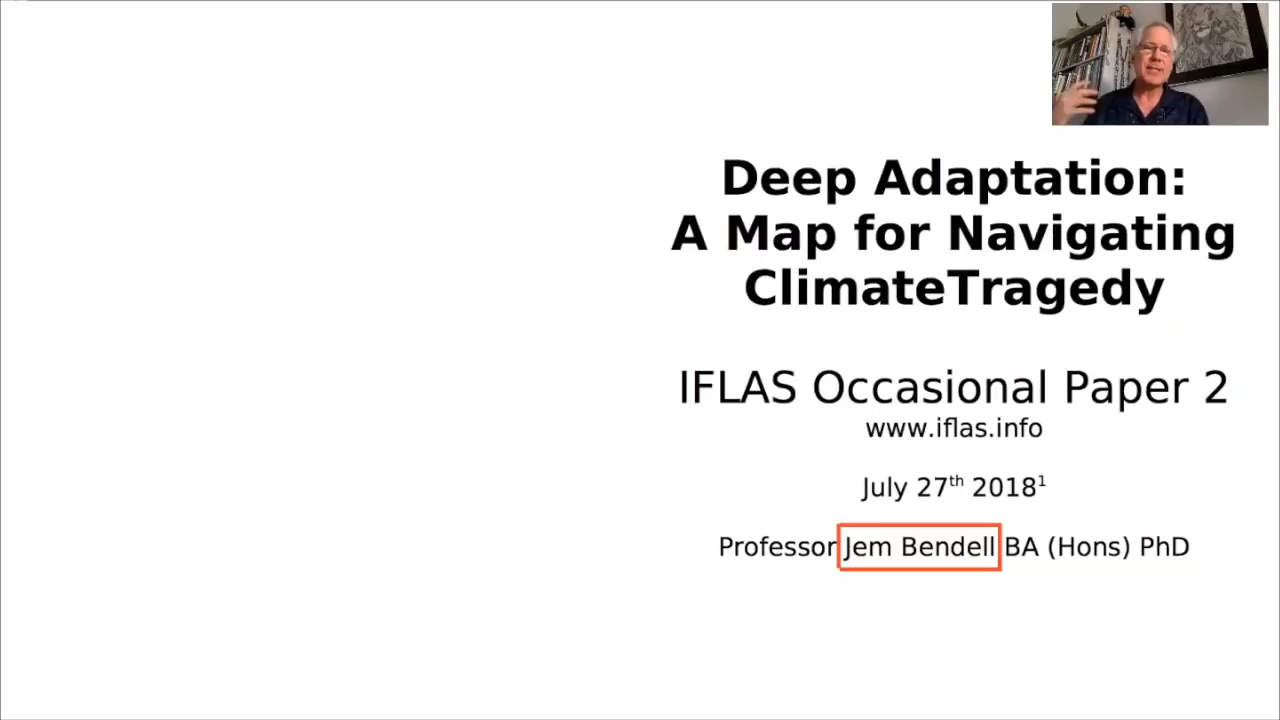 Deep Adaptation:
A Map for Navigating
ClimateTragedy
IFLAS Occasional Paper 2
www.iflas.info
July 27th 20181
Professor Jem Bendell BA (Hons) PhD